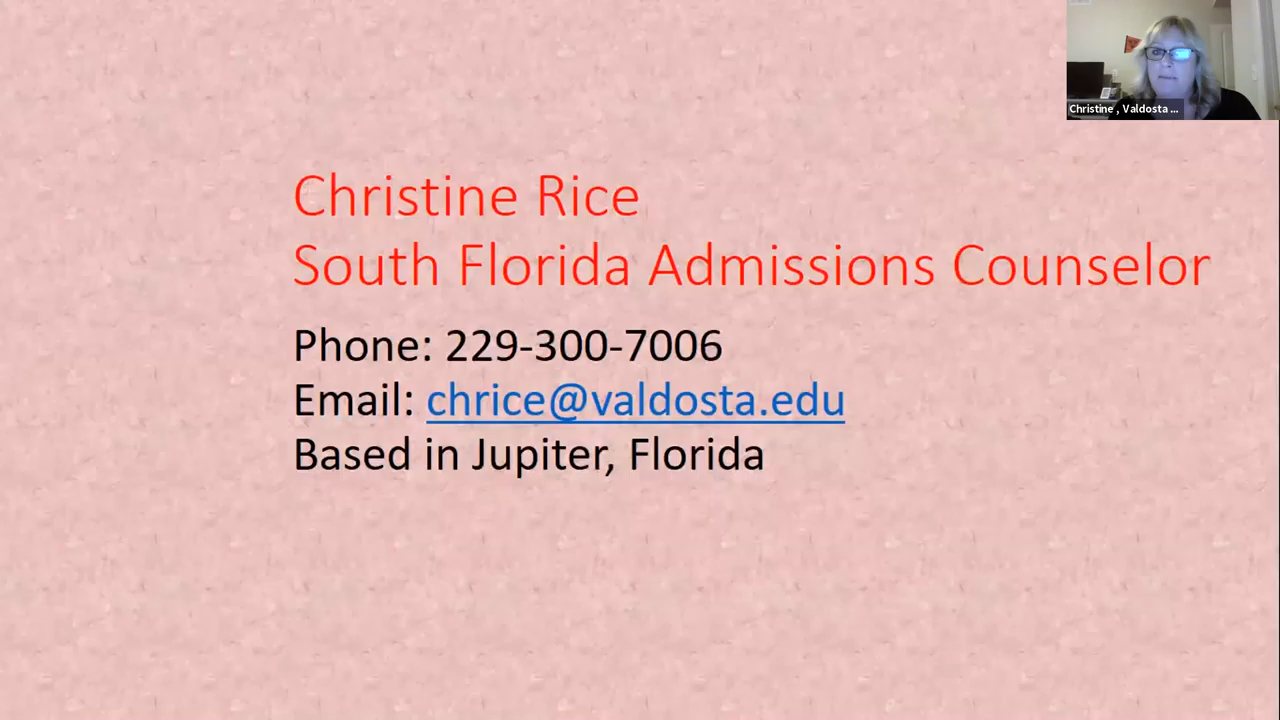 Christine , Valdosta ...
Christine Rice
South Florida Admissions Counselor
Phone: 229-300-7006
Email: chrice@valdosta.edu
Based in Jupiter, Florida